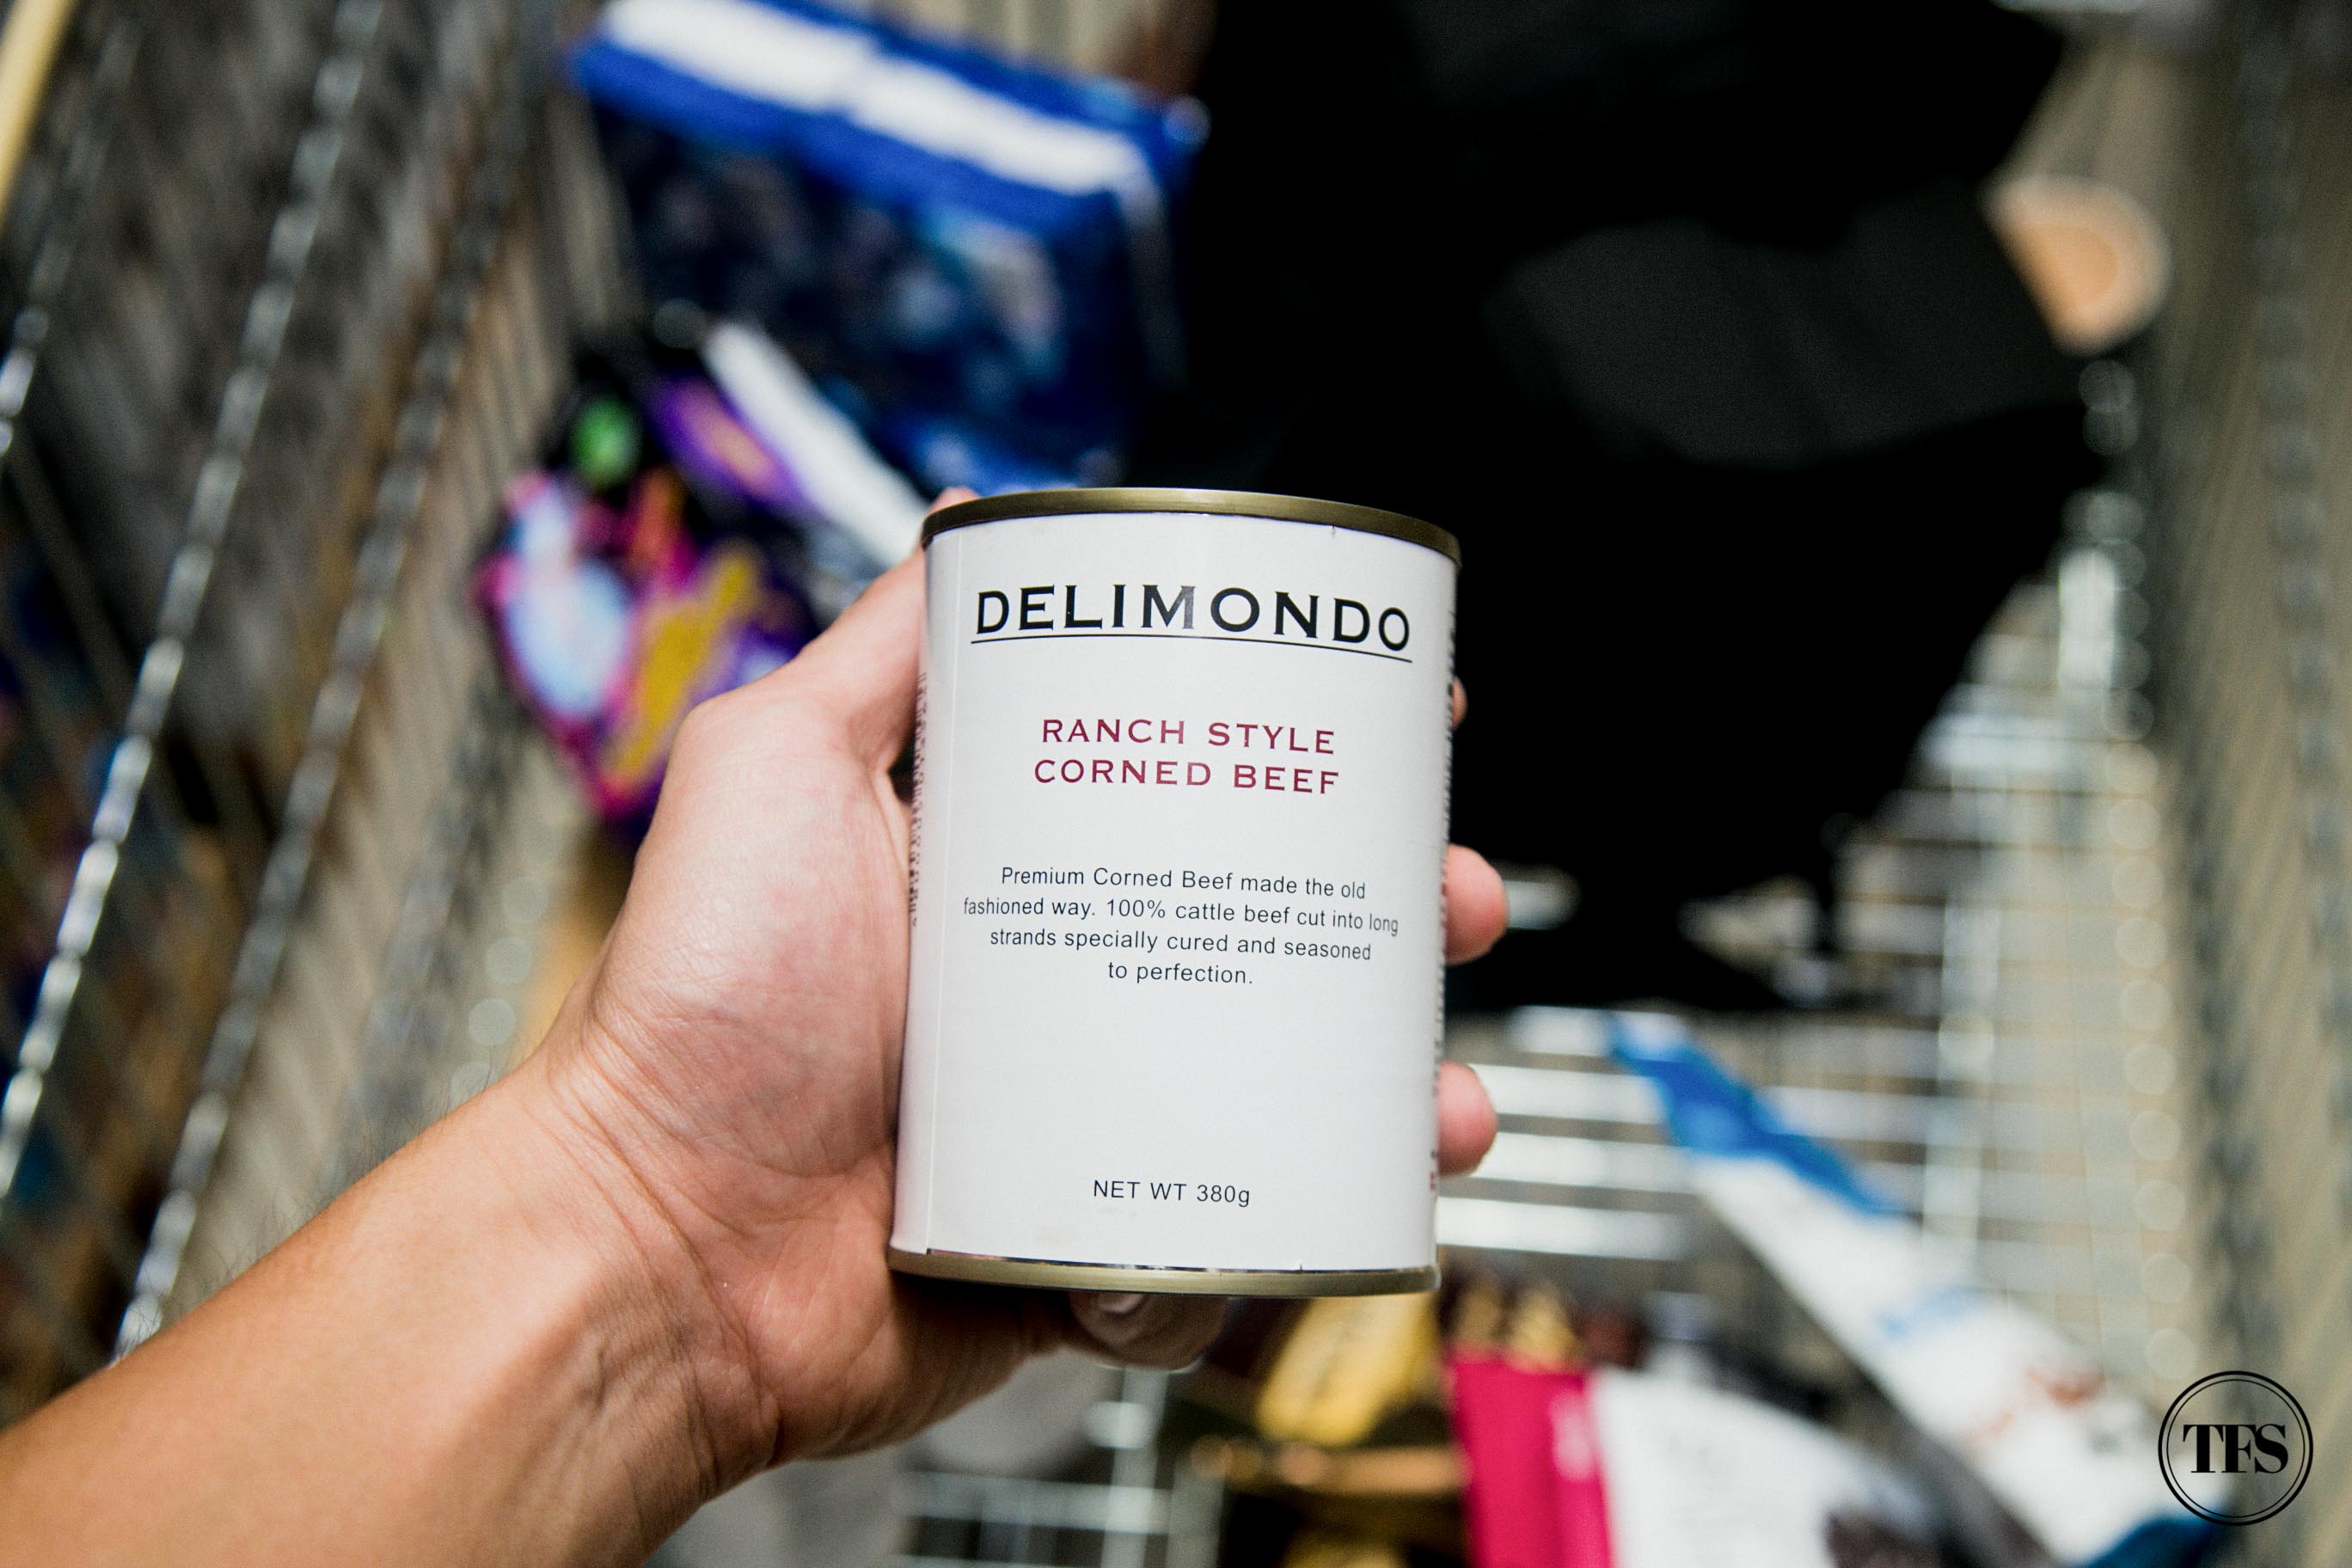 DELIMONDO
RANCH STYLE
CORNED BEEF
Premium Corned Beef made the old
fashioned way. 100% cattle beef cut into long
strands specially cured and seasoned
to perfection.
NET WT 380g
TFS